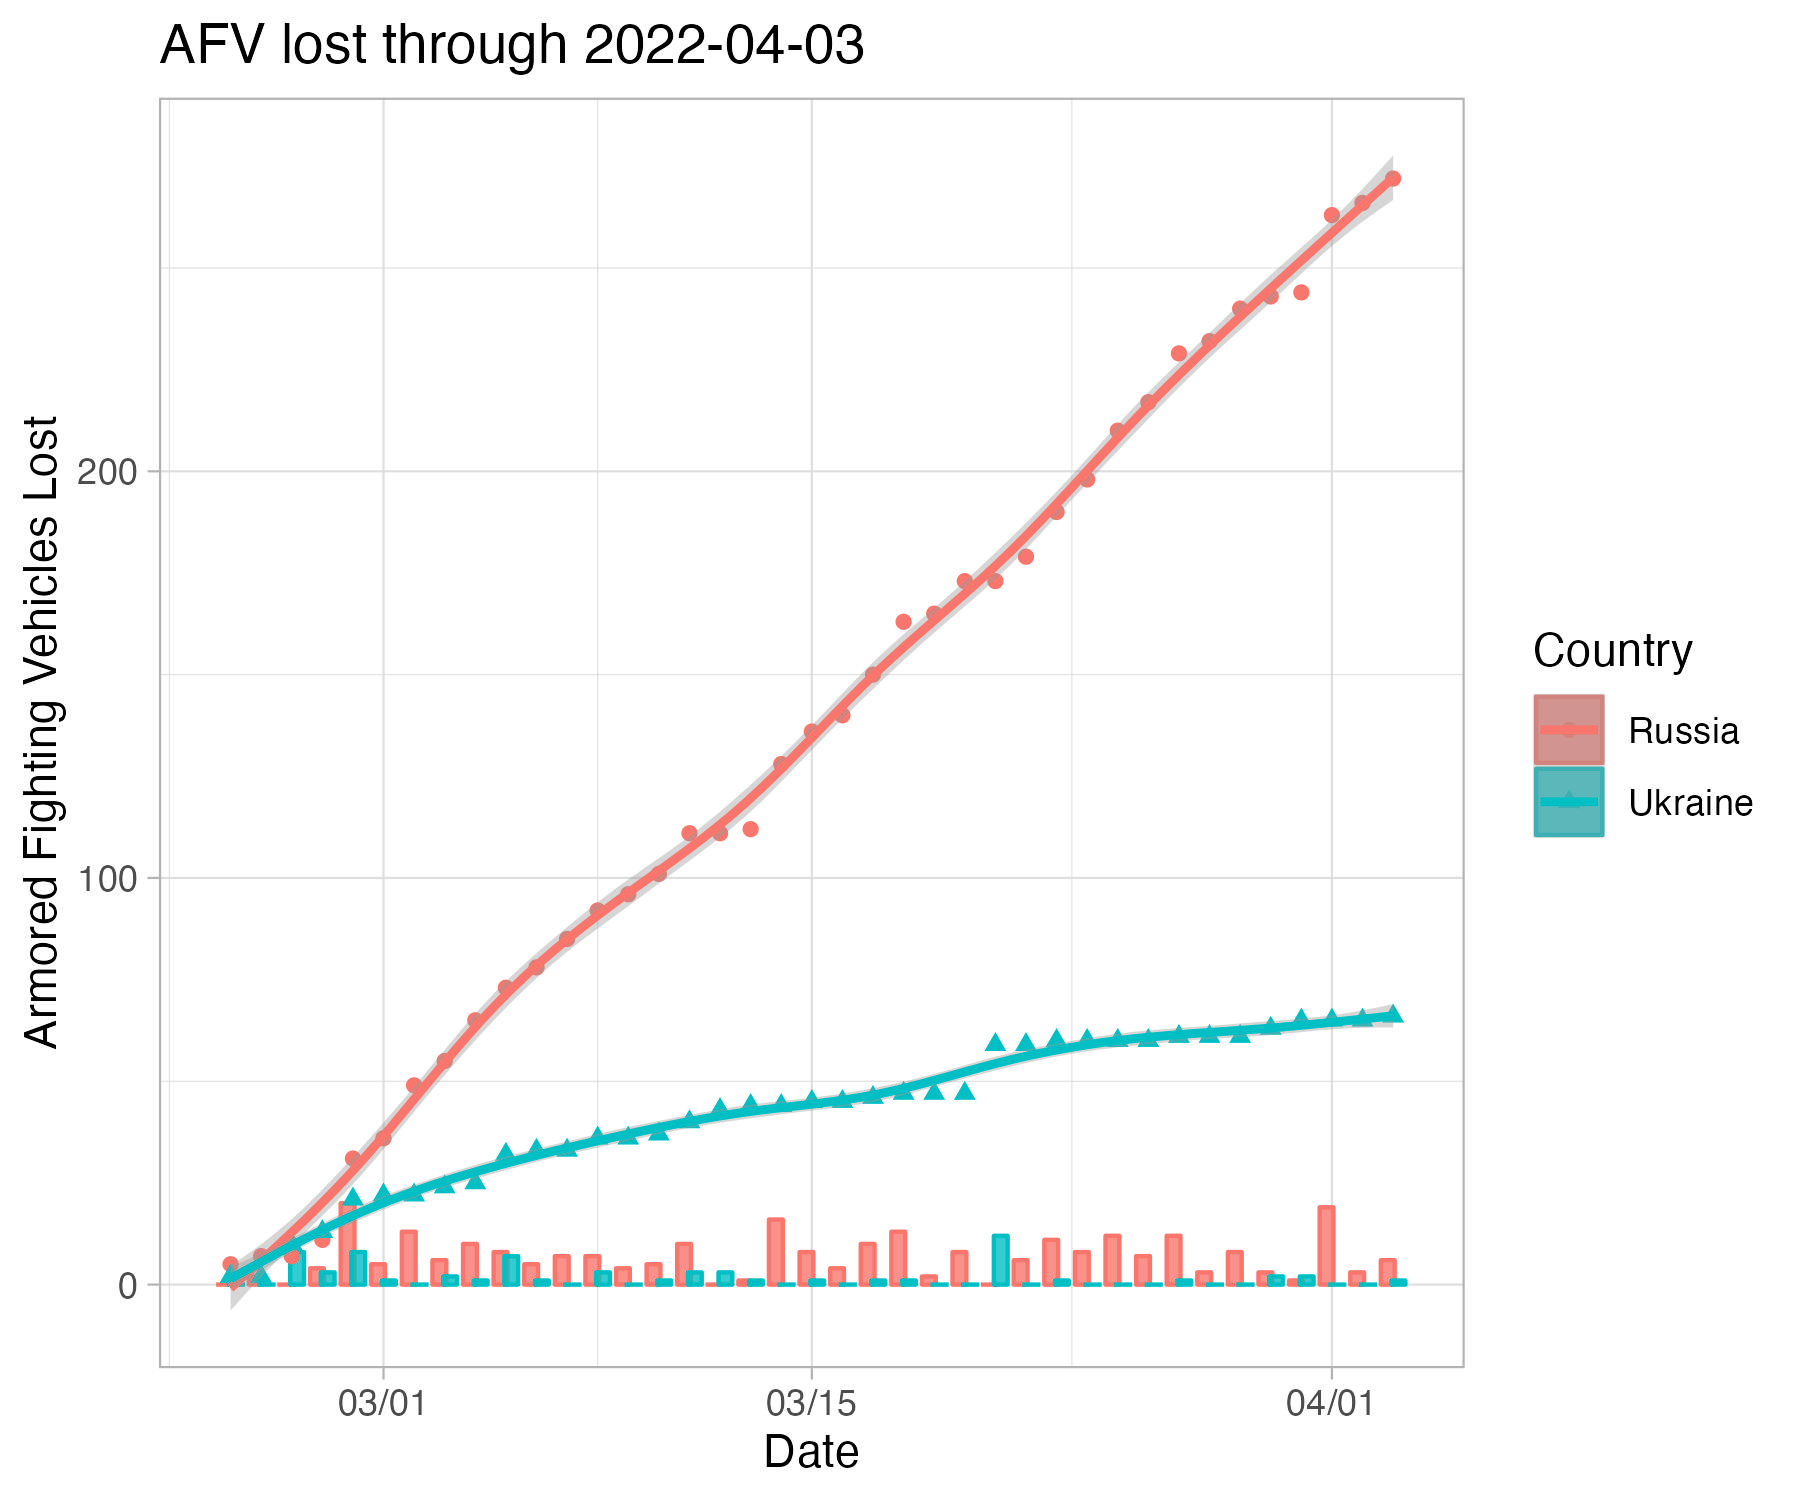 AFV lost through 2022-04-03
Armored Fighting Vehicles Lost
200
100
0
03/01
03/15
04/01
Date
Country
Russia
Ukraine